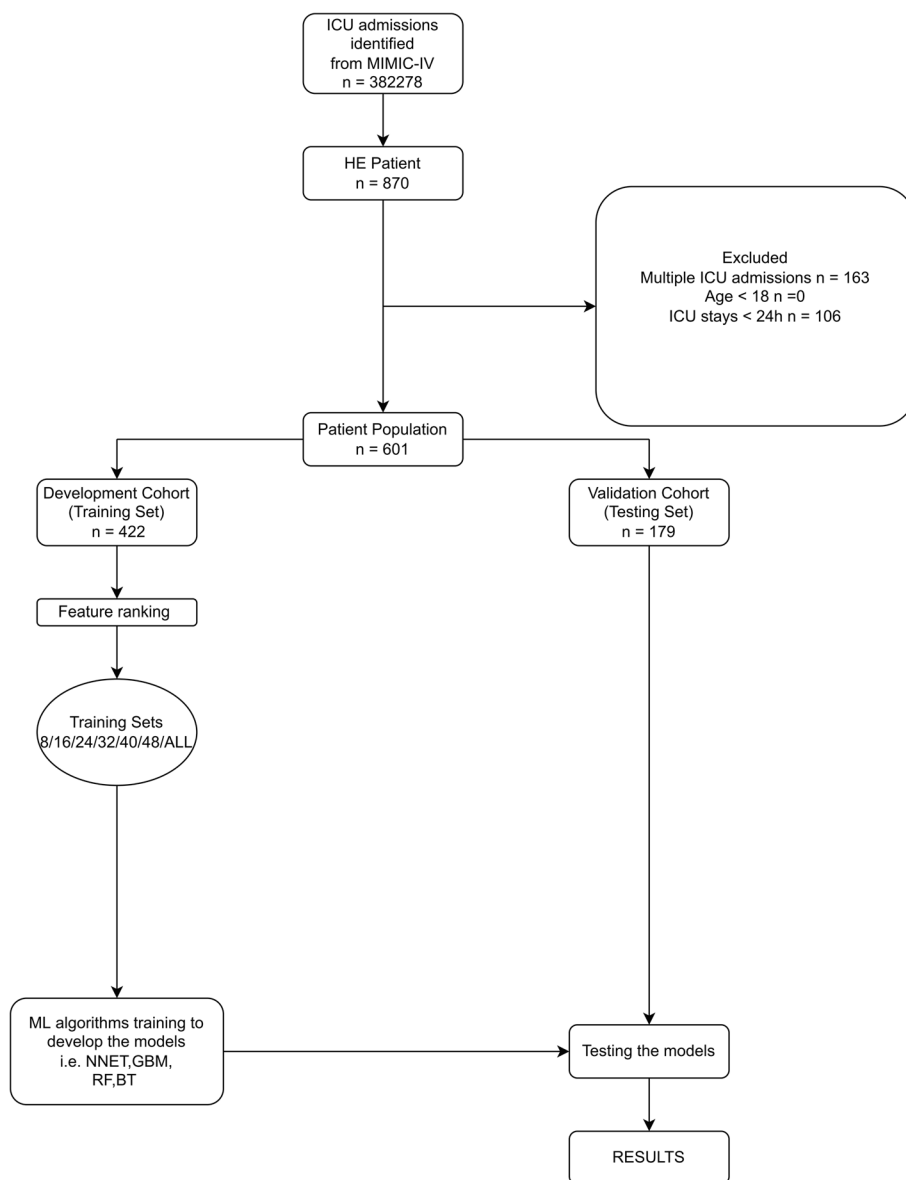 ICU admissions
identified
from MIMIC-IV
n = 382278
HE Patient
n = 870
Excluded
Multiple ICU admissions n = 163
Age < 18 n =0
ICU stays < 24h n = 106
Patient Population
n = 601
Development Cohort
(Training Set)
n = 422
Validation Cohort
(Testing Set)
n = 179
Feature ranking
Training Sets
8/16/24/32/40/48/ALL
ML algorithms training to
develop the models
i.e. NNET,GBM,
RF,BT
Testing the models
RESULTS